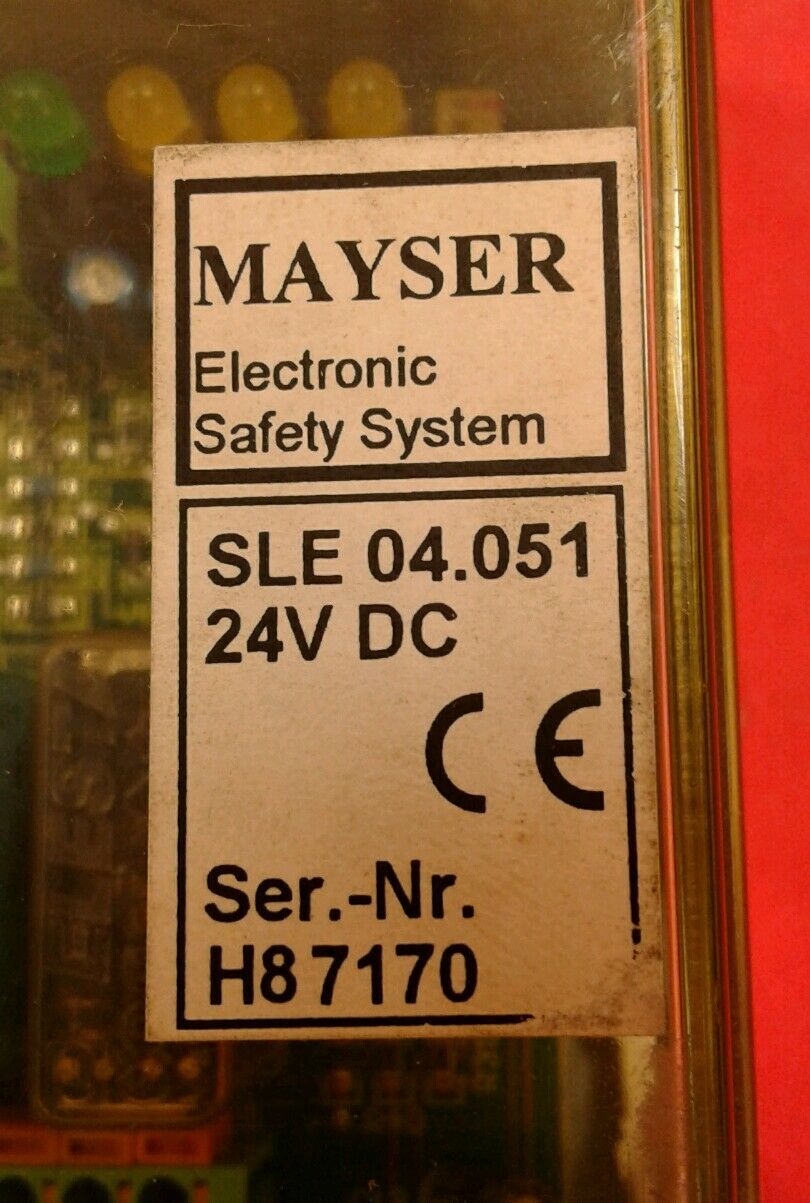 MAYSER
Electronic
Safety System
SLE 04.051
24V DC
CE
Ser.-Nr.
H8 7170